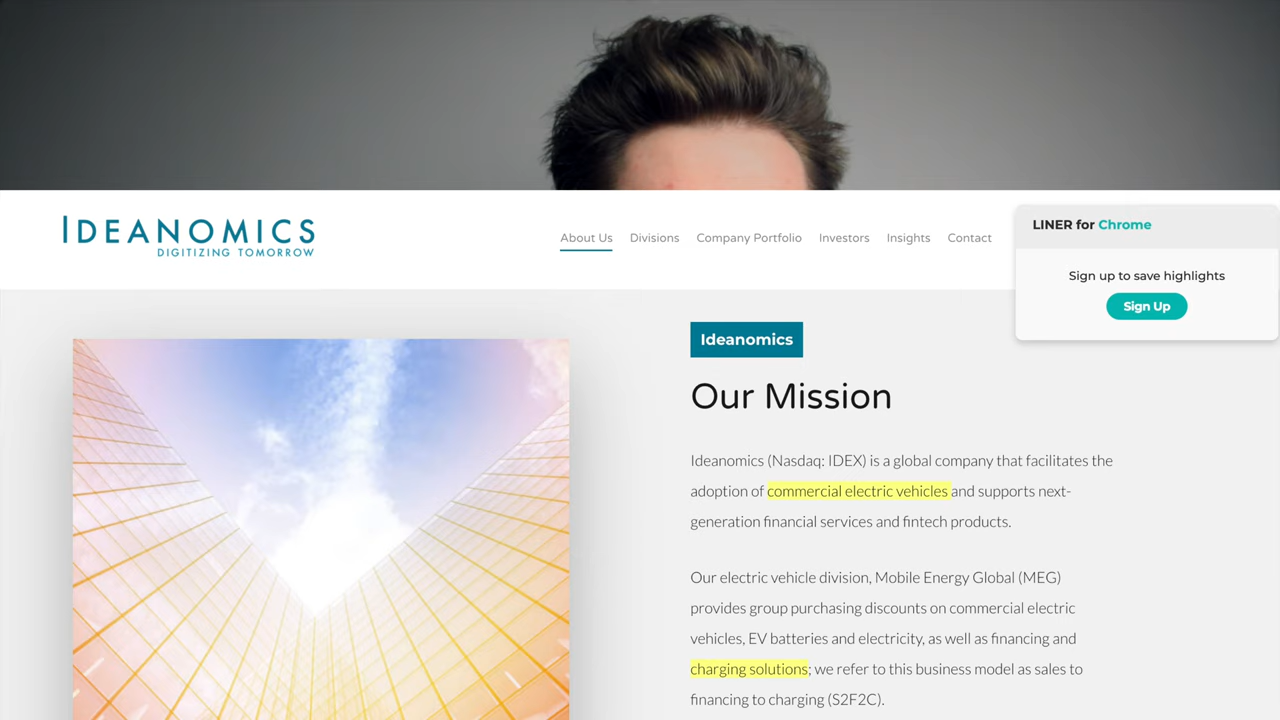 IDEANOMICS
DIGITIZING TOMORROW
About Us Divisions Company Portfolio Investors Insights Contact
LINER for Chrome
Sign up to save highlights
Sign Up
Ideanomics
Our Mission
Ideanomics (Nasdaq: IDEX) is a global company that facilitates the
adoption of commercial electric vehicles and supports next-
generation financial services and fintech products.
Our electric vehicle division, Mobile Energy Global (MEG)
provides group purchasing discounts on commercial electric
vehicles, EV batteries and electricity, as well as financing and
charging solutions; we refer to this business model as sales to
financing to charging (S2F2C).